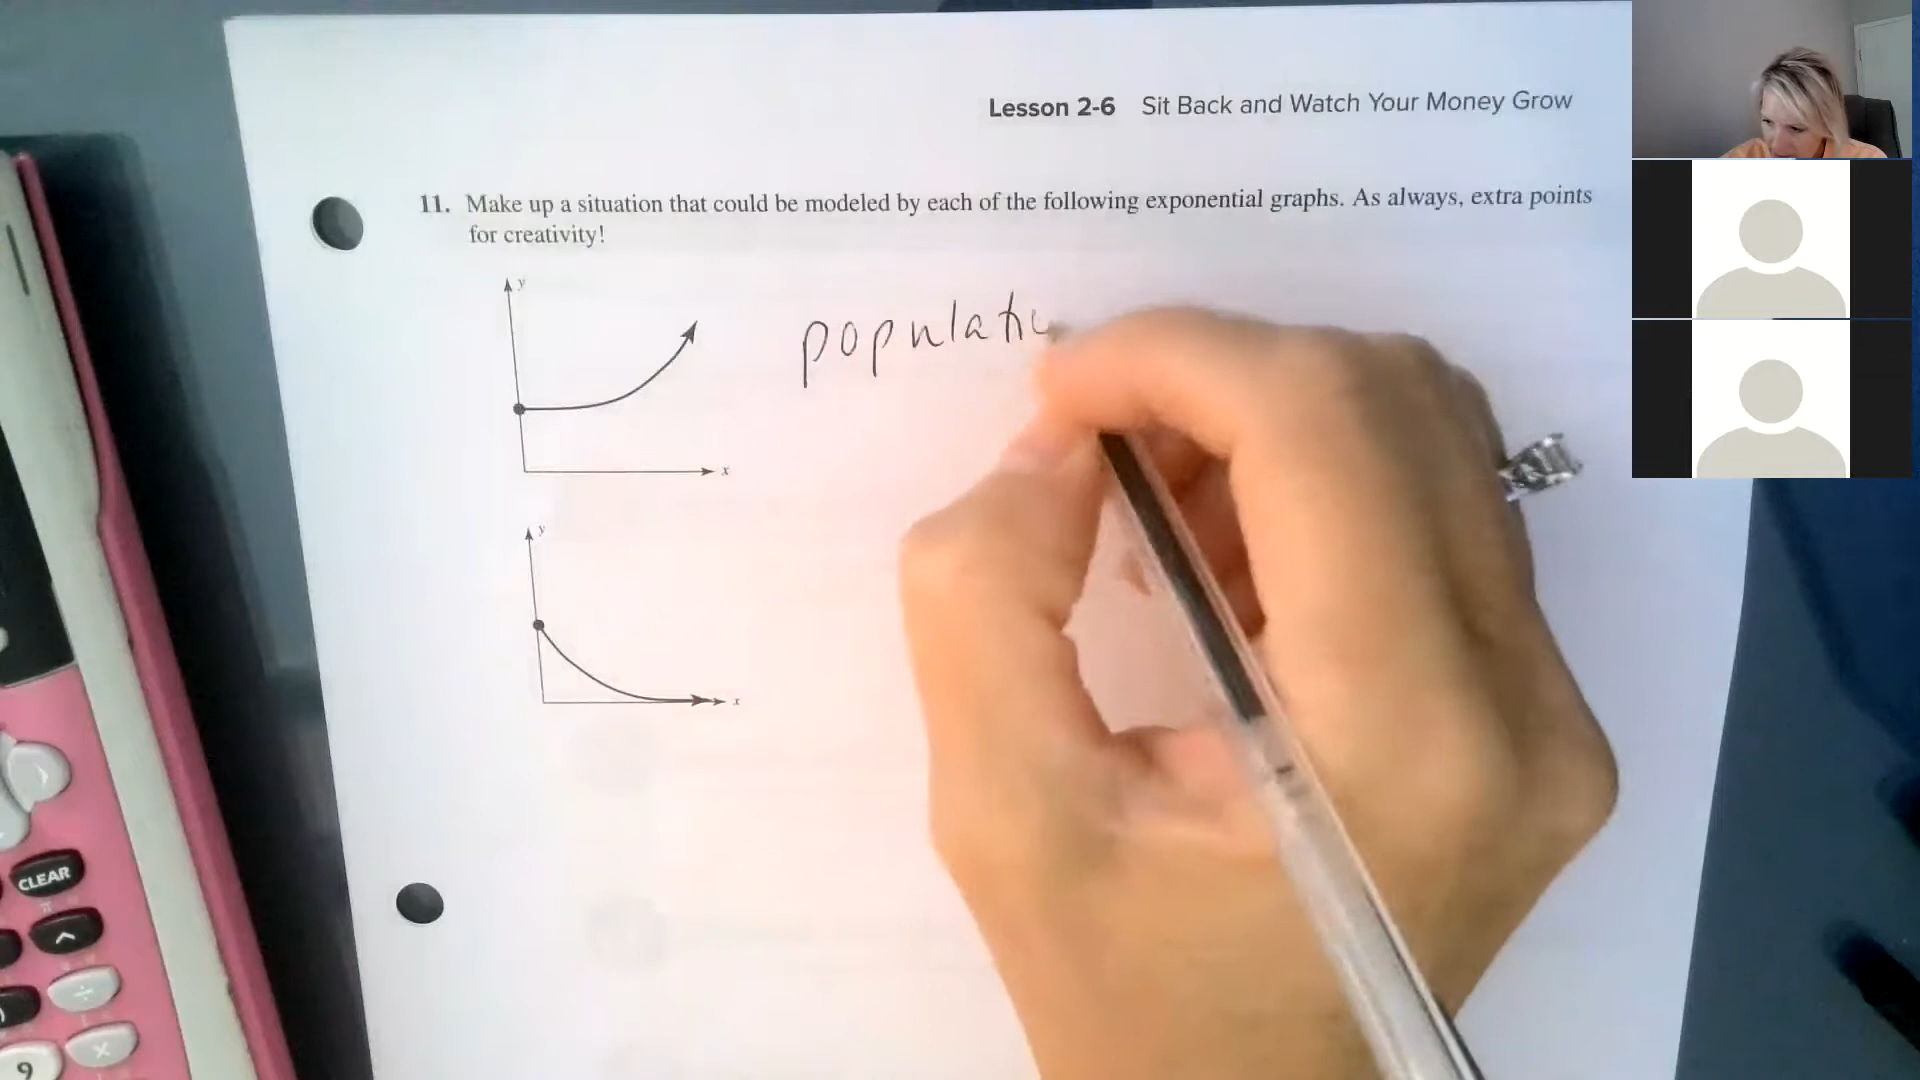 Lesson 2-6 Sit Back and Watch Your Money Grow
11. Make up a situation that could be modeled by each of the following exponential graphs. As always, extra points
for creativity!
y
populatio
x
y
x
CLEAR
^
÷
×
9